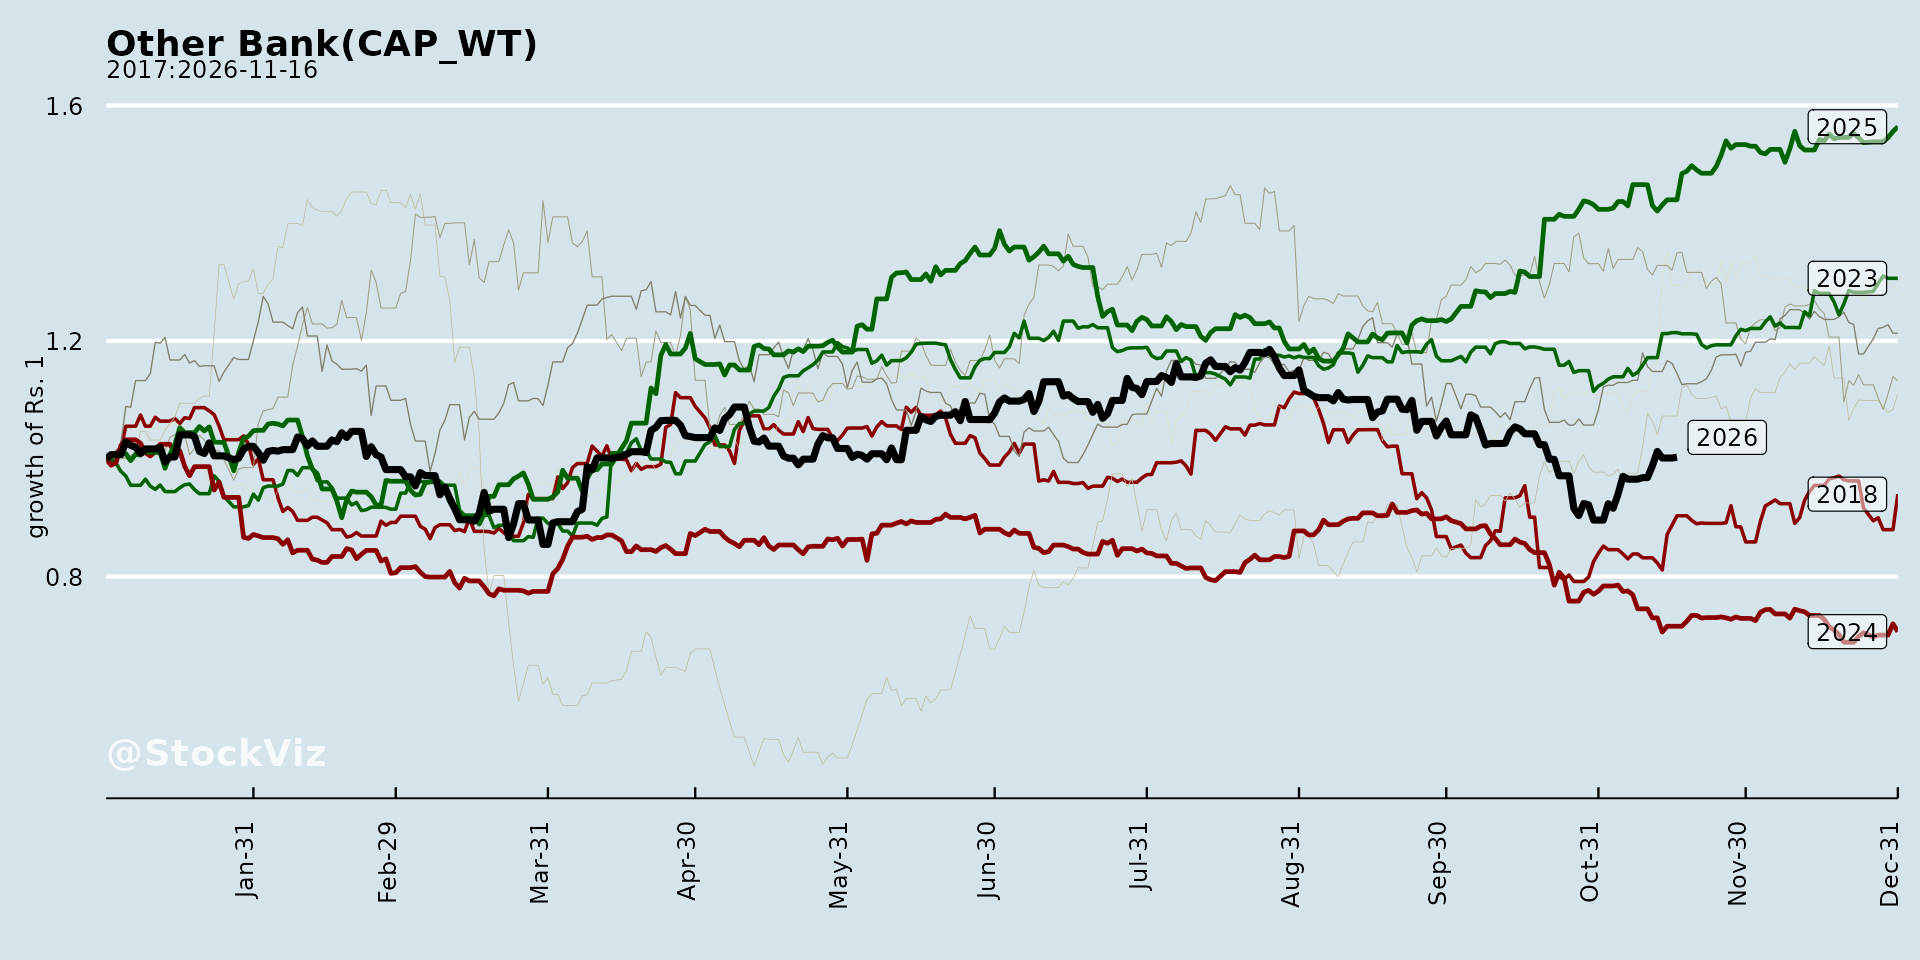 Other Bank(CAP_WT)
2017:2026-11-16
growth of Rs. 1
1.6
1.2
0.8
2025
2023
2026
2018
2024
@StockViz
Jan-31
Feb-29
Mar-31
Apr-30
May-31
Jun-30
Jul-31
Aug-31
Sep-30
Oct-31
Nov-30
Dec-31